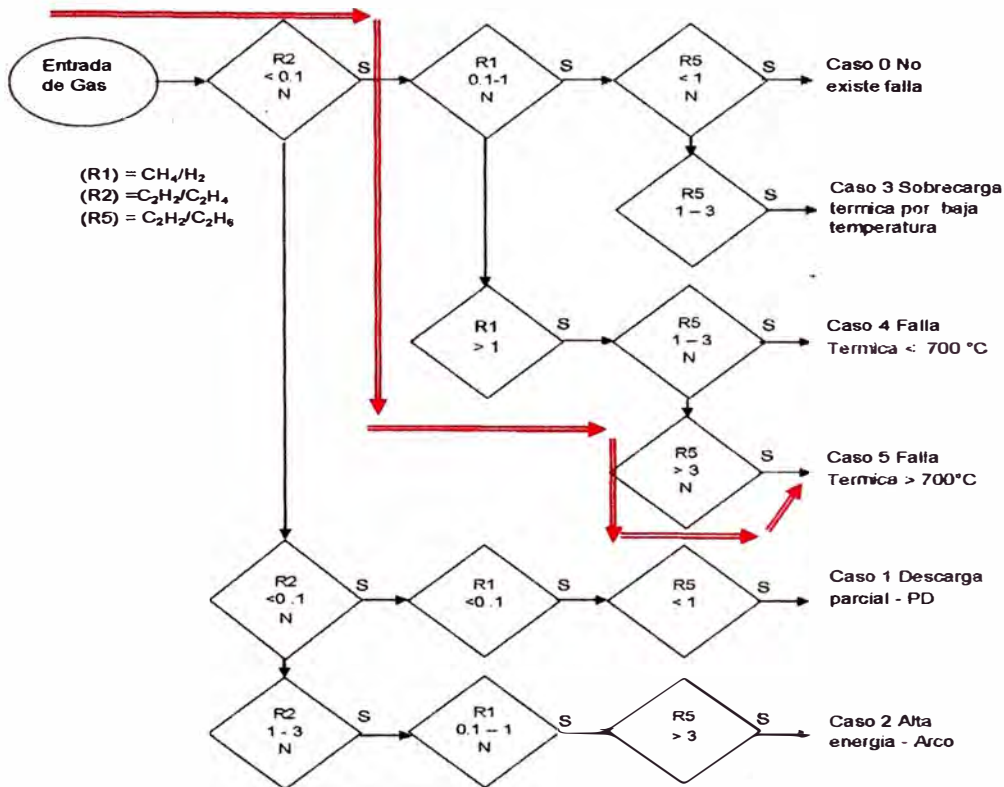 Entrada
de Gas
R2
< 0.1
N
S
R1
0.1-1
N
S
R5
< 1
N
S
Caso 0 No
existe falla
(R1) = CH₄/H₂
(R2) =C₂H₂/C₂H₄
(R5) = C₂H₂/C₂H₆
R5
1 – 3
S
Caso 3 Sobrecarga
termica por baja
temperatura
R1
> 1
S
R5
1 – 3
N
S
Caso 4 Falla
Termica < 700 °C
R5
> 3
N
S
Caso 5 Falla
Termica > 700°C
R2
<0 .1
N
S
R1
<0.1
S
R5
< 1
S
Caso 1 Descarga
parcial - PD
R2
1 - 3
N
S
R1
0.1 – 1
N
S
R5
> 3
S
Caso 2 Alta
energia - Arco